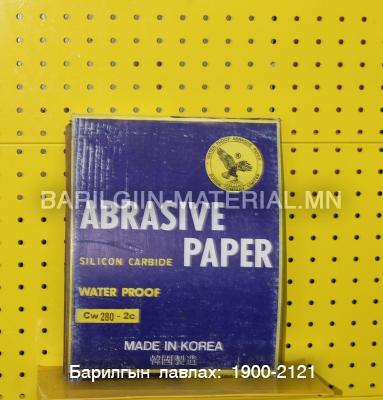 BARILGIIN-MATERIAL.MN
ABRASIVE
SILICON CARBIDE PAPER
WATER PROOF
Cw 280 - 2c
MADE IN KOREA
韓國製造
Барилгын лавлах: 1900-2121